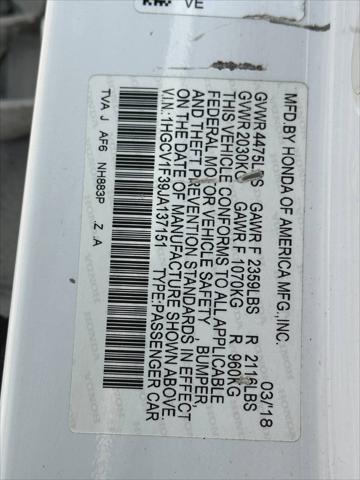 VE
MFD.BY HONDA OF AMERICA MFG.,INC. 03/'18
GVWR 4475LBS GAWR F 2359LBS R 2116LBS
GVWR 2030KG GAWR F 1070KG R 960KG
THIS VEHICLE CONFORMS TO ALL APPLICABLE
FEDERAL MOTOR VEHICLE SAFETY , BUMPER,
AND THEFT PREVENTION STANDARDS IN EFFECT
ON THE DATE OF MANUFACTURE SHOWN ABOVE.
V.I.N.:1HGCV1F39JA137151 TYPE:PASSENGER CAR
TVA J AF6 NH883P .Z .A